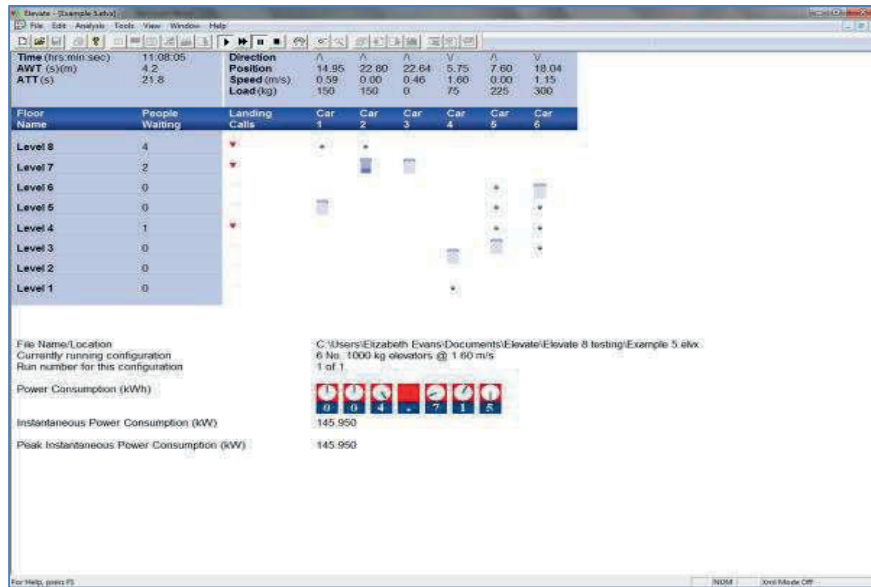 Elevate - [Example 5.elvx]
File Edit Analysis Tools View Window Help
Time (hrs:min:sec) 11:08:05 Direction /\ /\ /\ \/ /\ \/
AWT (s)(m) 4.2 Position 14.95 22.60 22.64 5.75 7.60 18.04
ATT (s) 21.8 Speed (m/s) 0.59 0.00 0.46 1.60 0.00 1.15
Load (kg) 150 150 0 75 225 300
Floor People Landing Car Car Car Car Car Car
Name Waiting Calls 1 2 3 4 5 6
Level 8 4
Level 7 2
Level 6 0
Level 5 0
Level 4 1
Level 3 0
Level 2 0
Level 1 0
File Name/Location C:\Users\Elizabeth Evans\Documents\Elevate\Elevate 8 testing\Example 5.elvx
Currently running configuration 6 No. 1000 kg elevators @ 1.60 m/s
Run number for this configuration 1 of 1
Power Consumption (kWh) 0 0 4 . 7 1 5
Instantaneous Power Consumption (kW) 145.950
Peak Instantaneous Power Consumption (kW) 145.950
For Help, press F1 NUM Xml Mode Off